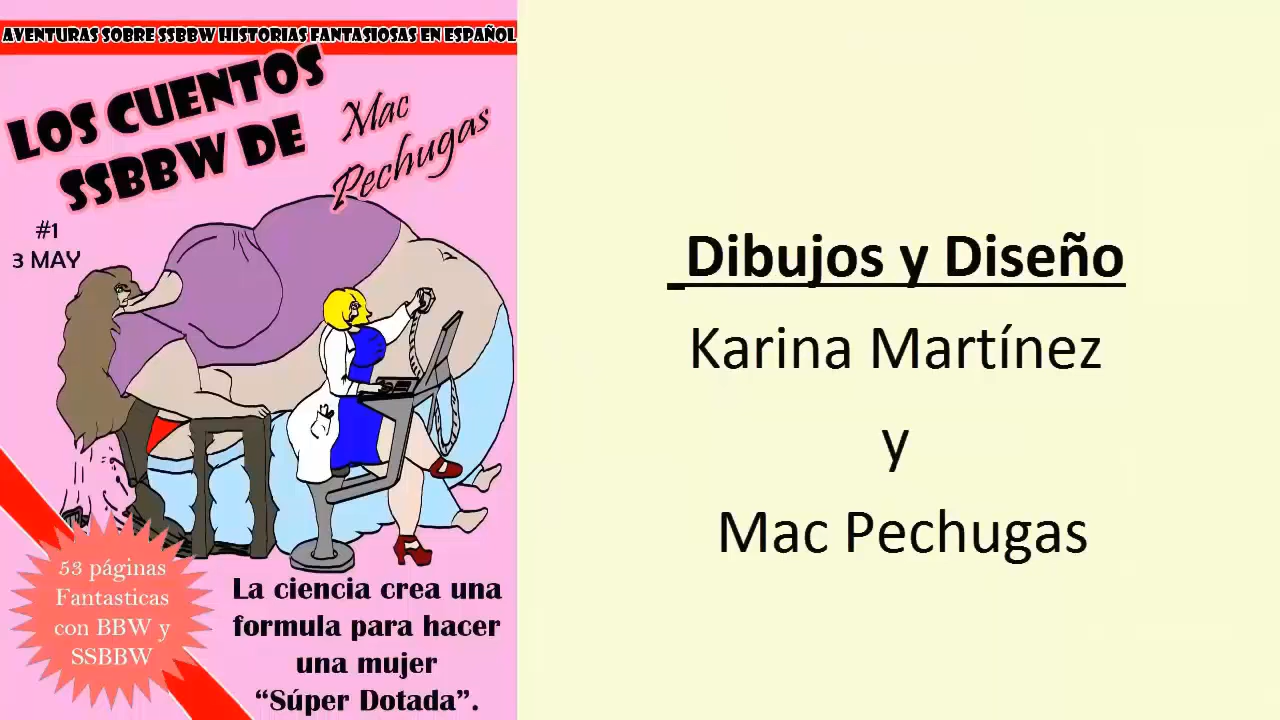 AVENTURAS SOBRE SSBBW HISTORIAS FANTASIOSAS EN ESPAÑOL
LOS CUENTOS
SSBBW DE
Mac
Pechugas
#1
3 MAY
53 páginas
Fantasticas
con BBW y
SSBBW
La ciencia crea una
formula para hacer
una mujer
“Súper Dotada”.
Dibujos y Diseño
Karina Martínez
y
Mac Pechugas